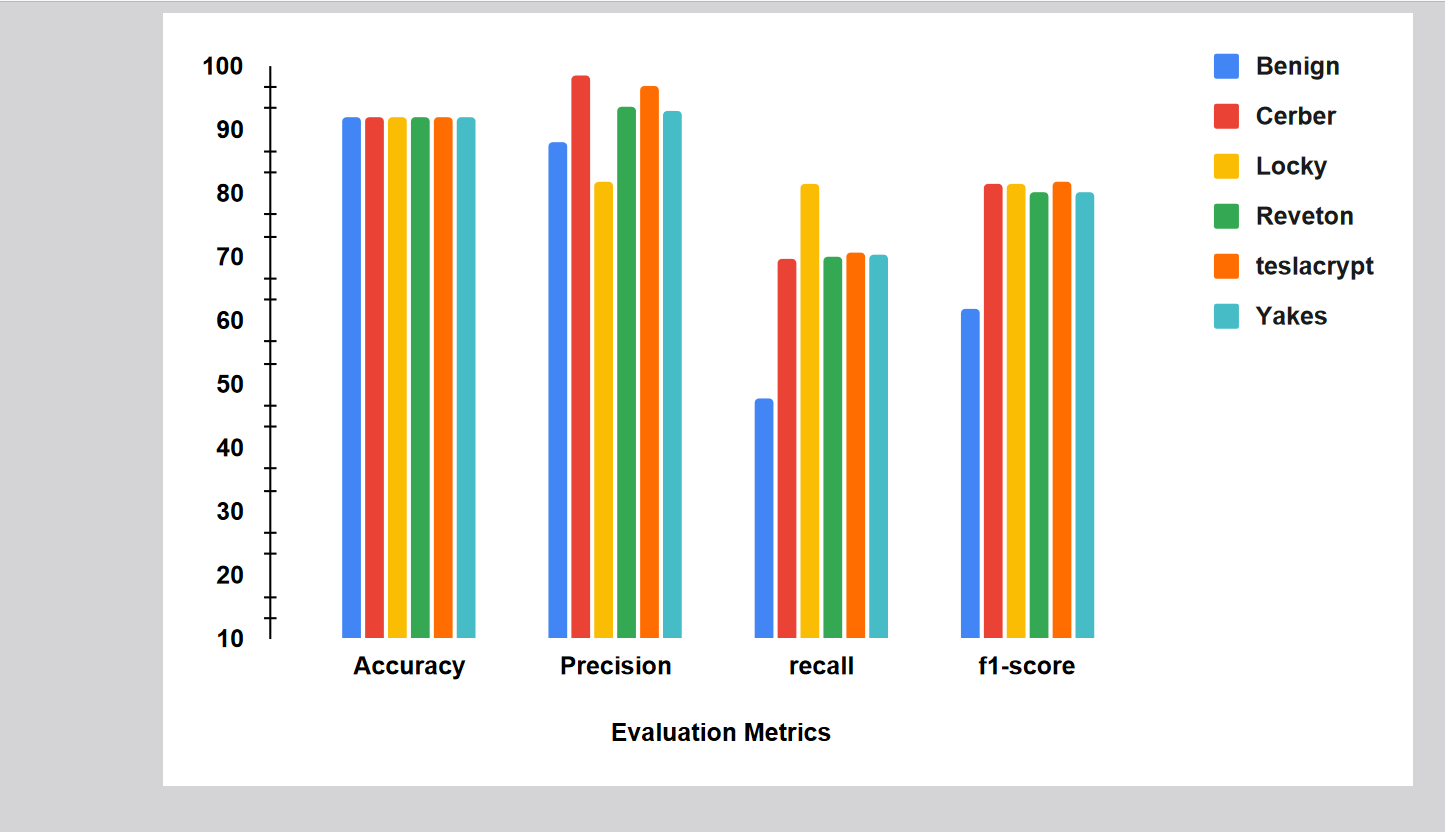 100
90
80
70
60
50
40
30
20
10
Accuracy
Precision
recall
f1-score
Evaluation Metrics
Benign
Cerber
Locky
Reveton
teslacrypt
Yakes